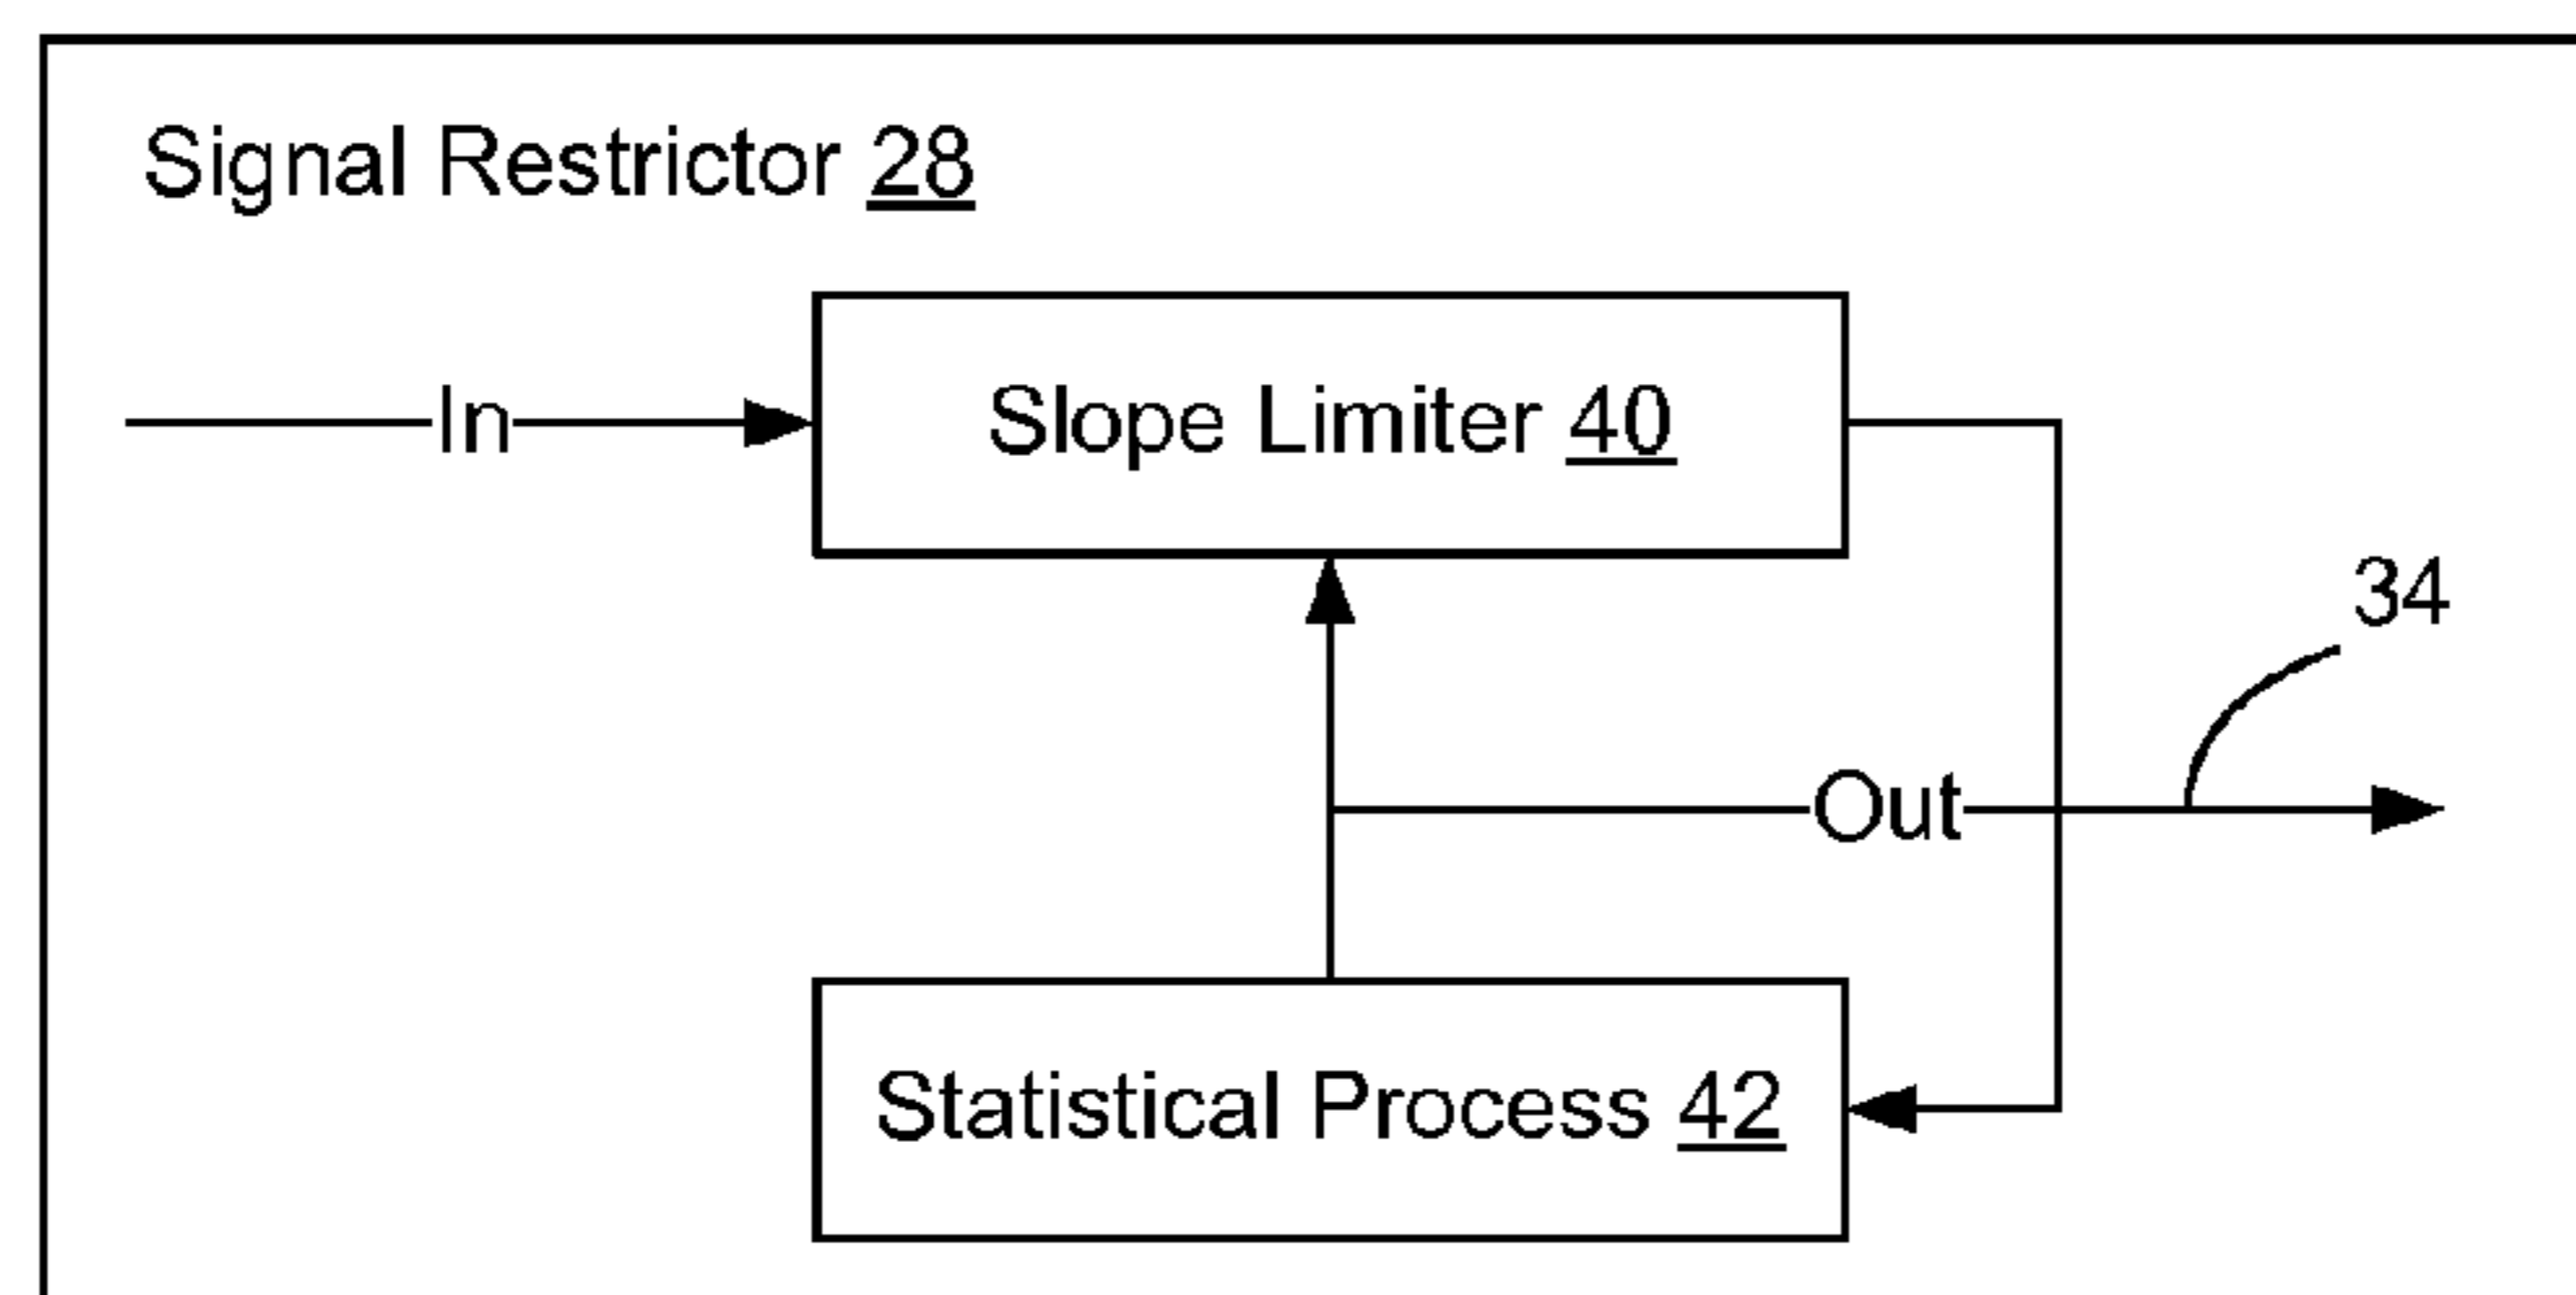 Signal Restrictor 28
In
Slope Limiter 40
34
Out
Statistical Process 42